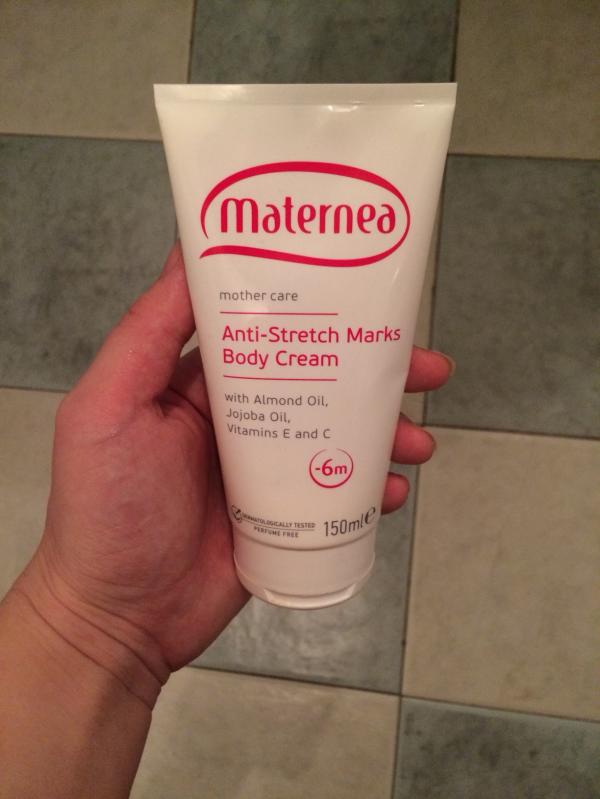 maternea
mother care
Anti-Stretch Marks
Body Cream
with Almond Oil,
Jojoba Oil,
Vitamins E and C
-6m
DERMATOLOGICALLY TESTED
PERFUME FREE
150ml e